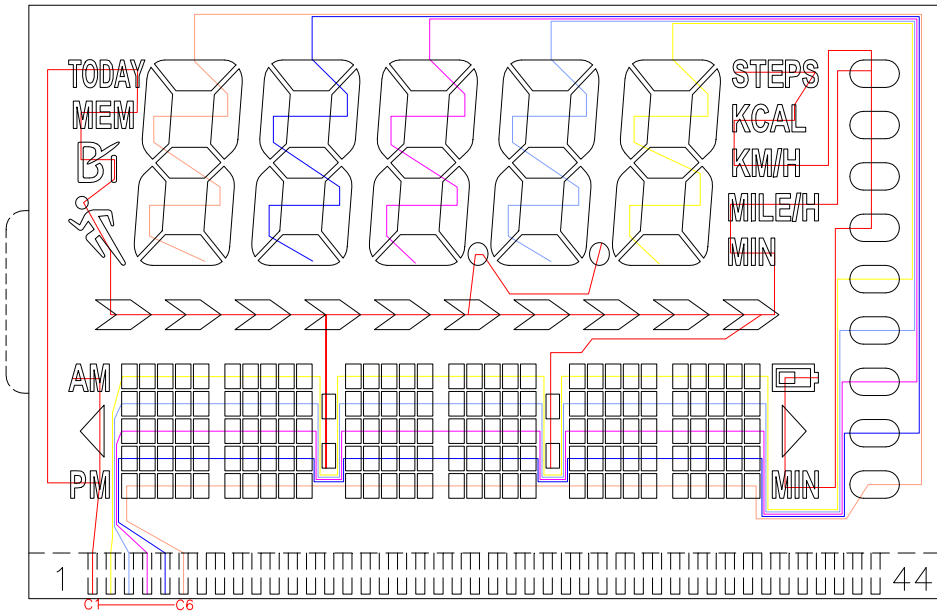 TODAY STEPS
MEM KCAL
KM/H
MILE/H
MIN
AM
PM MIN
1 44
C1 C6